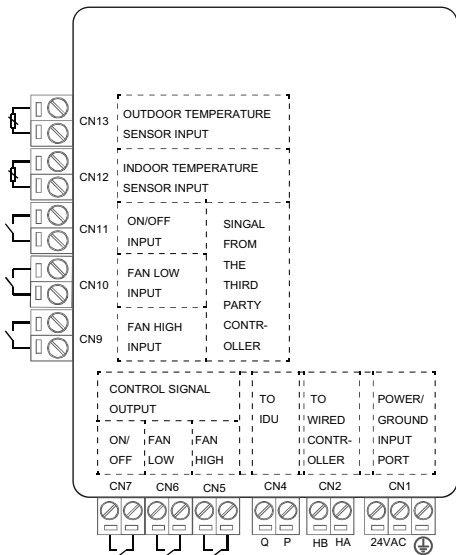 CN13
OUTDOOR TEMPERATURE
SENSOR INPUT
CN12
INDOOR TEMPERATURE
SENSOR INPUT
CN11
ON/OFF
INPUT
CN10
FAN LOW
INPUT
CN9
FAN HIGH
INPUT
SINGAL
FROM
THE
THIRD
PARTY
CONTR-
OLLER
CONTROL SIGNAL
OUTPUT
ON/
OFF
FAN
LOW
FAN
HIGH
TO
IDU
TO
WIRED
CONTR-
OLLER
POWER/
GROUND
INPUT
PORT
CN7 CN6 CN5 CN4 CN2 CN1
Q P HB HA 24VAC